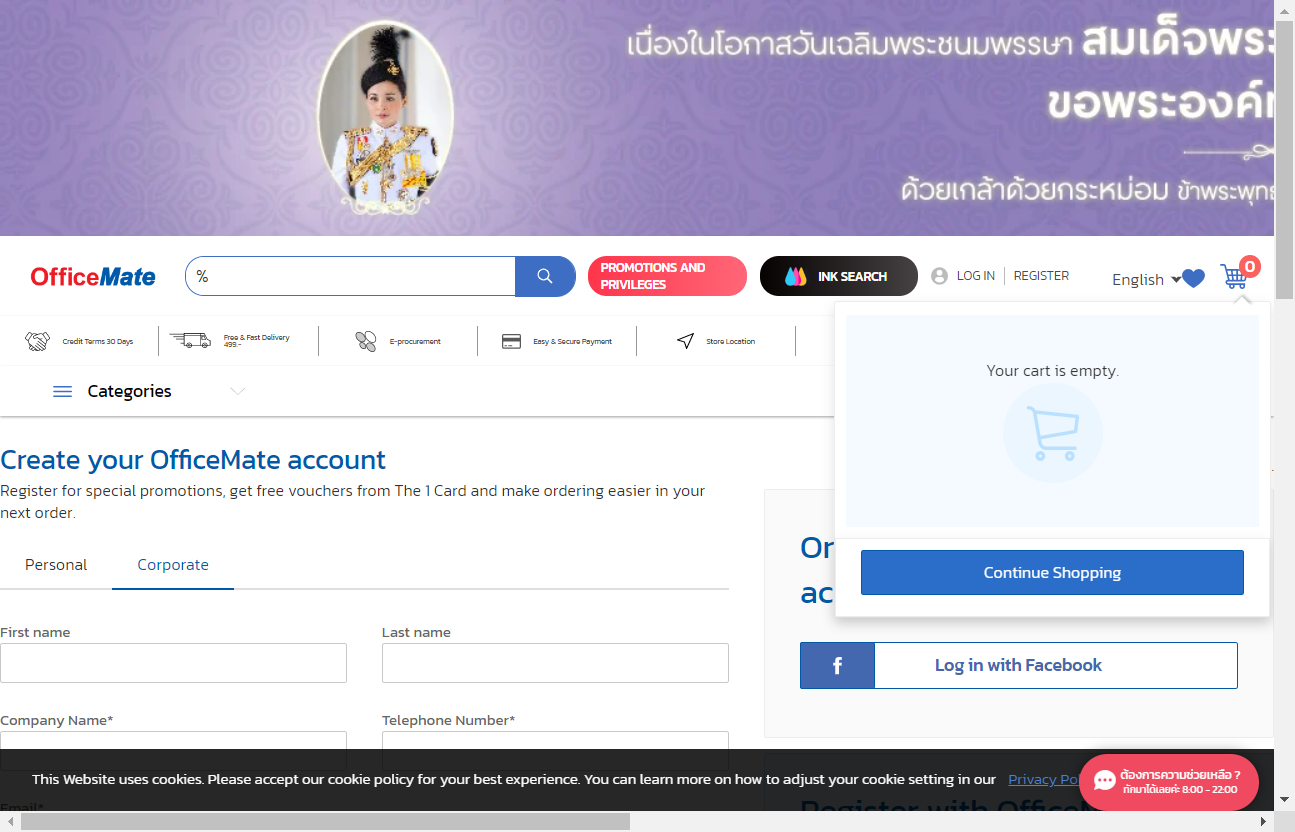 เนื่องในโอกาสวันเฉลิมพระชนมพรรษา สมเด็จพระ
ขอพระองค์
ด้วยเกล้าด้วยกระหม่อม ข้าพระพุทธ
OfficeMate
%
PROMOTIONS AND
PRIVILEGES
INK SEARCH
LOG IN
REGISTER
English
0
Credit Terms 30 Days
Free & Fast Delivery
499.-
E-procurement
Easy & Secure Payment
Store Location
Categories
Your cart is empty.
Continue Shopping
Create your OfficeMate account
Register for special promotions, get free vouchers from The 1 Card and make ordering easier in your
next order.
Personal
Corporate
Or
ac
First name
Last name
f
Log in with Facebook
Company Name*
Telephone Number*
This Website uses cookies. Please accept our cookie policy for your best experience. You can learn more on how to adjust your cookie setting in our Privacy Po
ต้องการความช่วยเหลือ ?
ทักมาได้เลยค่ะ 8:00 - 22:00
Email*
Register with OfficeM